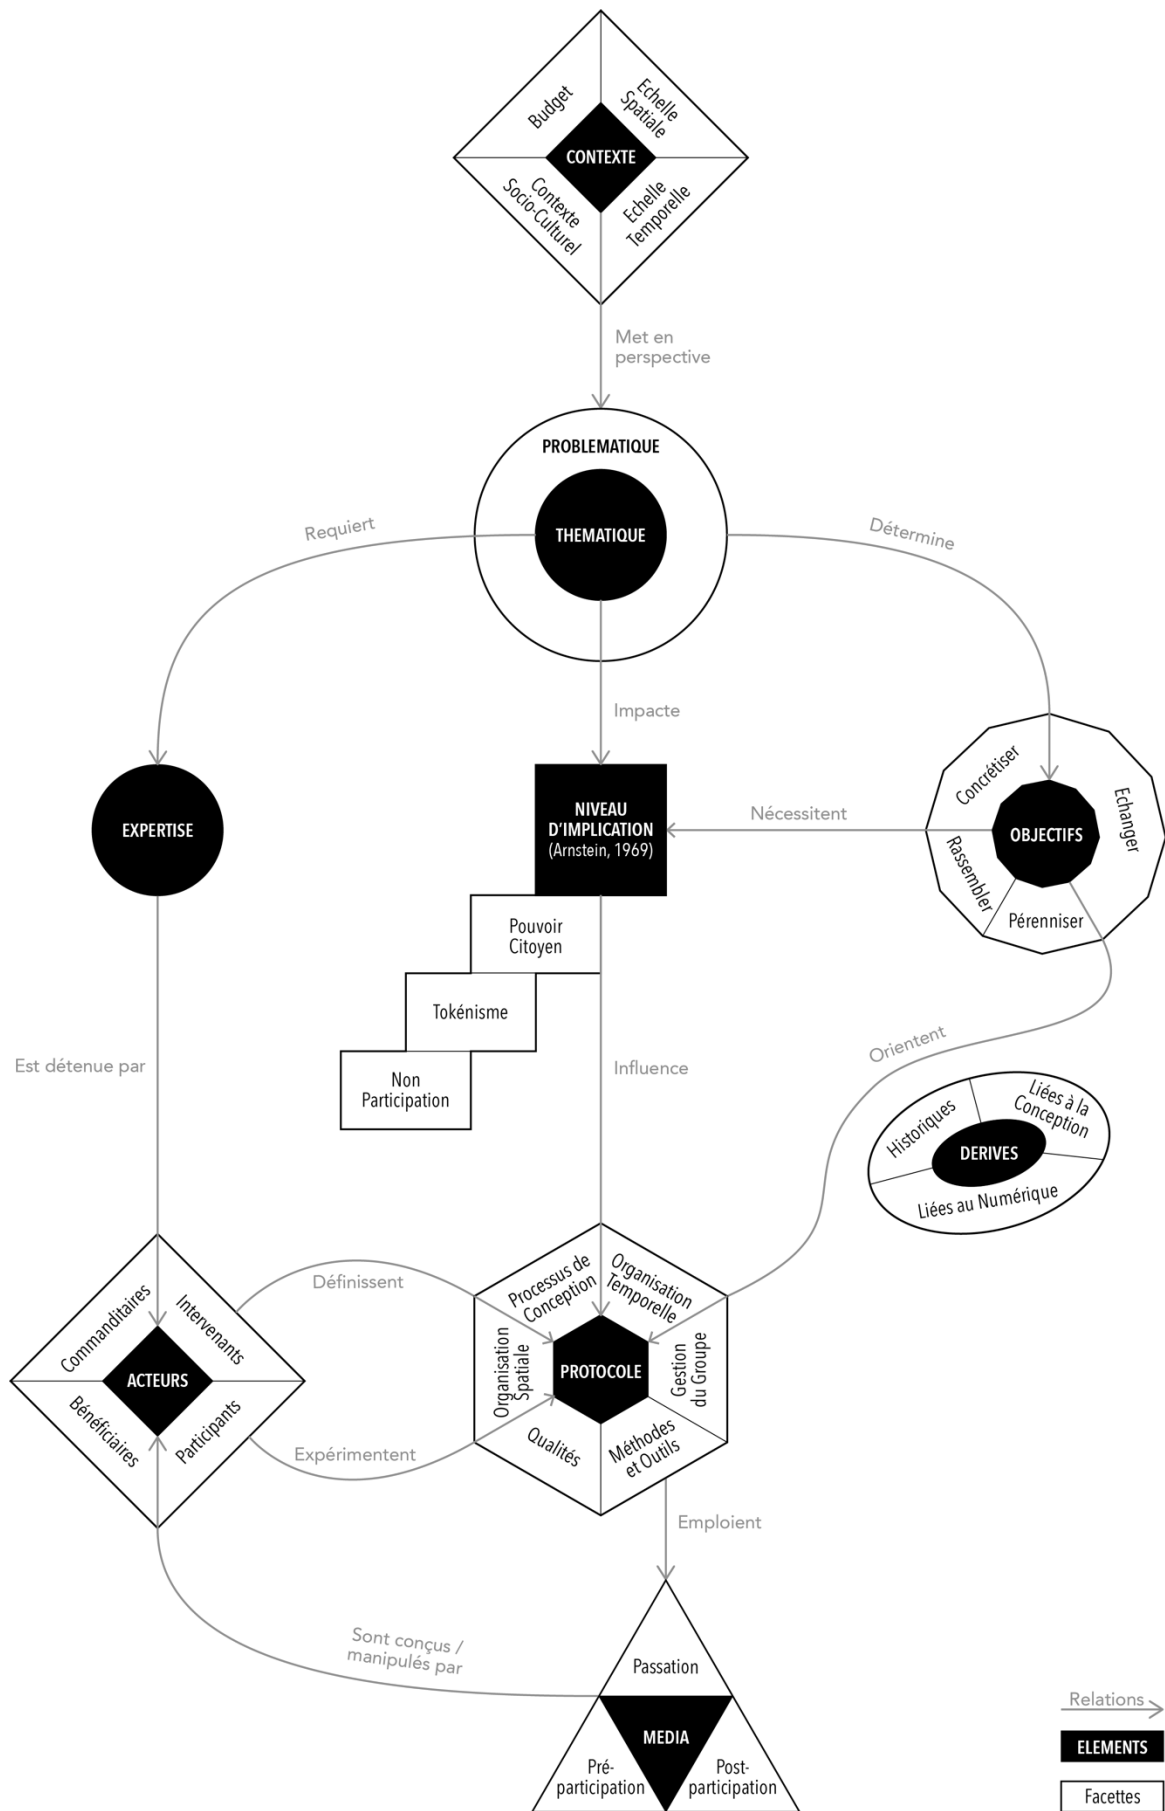 Budget
Echelle
Spatiale
CONTEXTE
Contexte
Socio-Culturel
Echelle
Temporelle
Met en
perspective
PROBLEMATIQUE
THEMATIQUE
Requiert
Détermine
Impacte
EXPERTISE
NIVEAU
D'IMPLICATION
(Arnstein, 1969)
Nécessitent
Concrétiser
Echanger
OBJECTIFS
Rassembler
Pérenniser
Pouvoir
Citoyen
Tokénisme
Non
Participation
Est détenue par
Influence
Orientent
Historiques
Liées à la
Conception
DERIVES
Liées au Numérique
Commanditaires
Intervenants
ACTEURS
Bénéficiaires
Participants
Définissent
Expérimentent
Processus de
Conception
Organisation
Temporelle
Organisation
Spatiale
PROTOCOLE
Gestion
du Groupe
Qualités
Méthodes
et Outils
Emploient
Sont conçus /
manipulés par
Passation
MEDIA
Pré-
participation
Post-
participation
Relations
ELEMENTS
Facettes